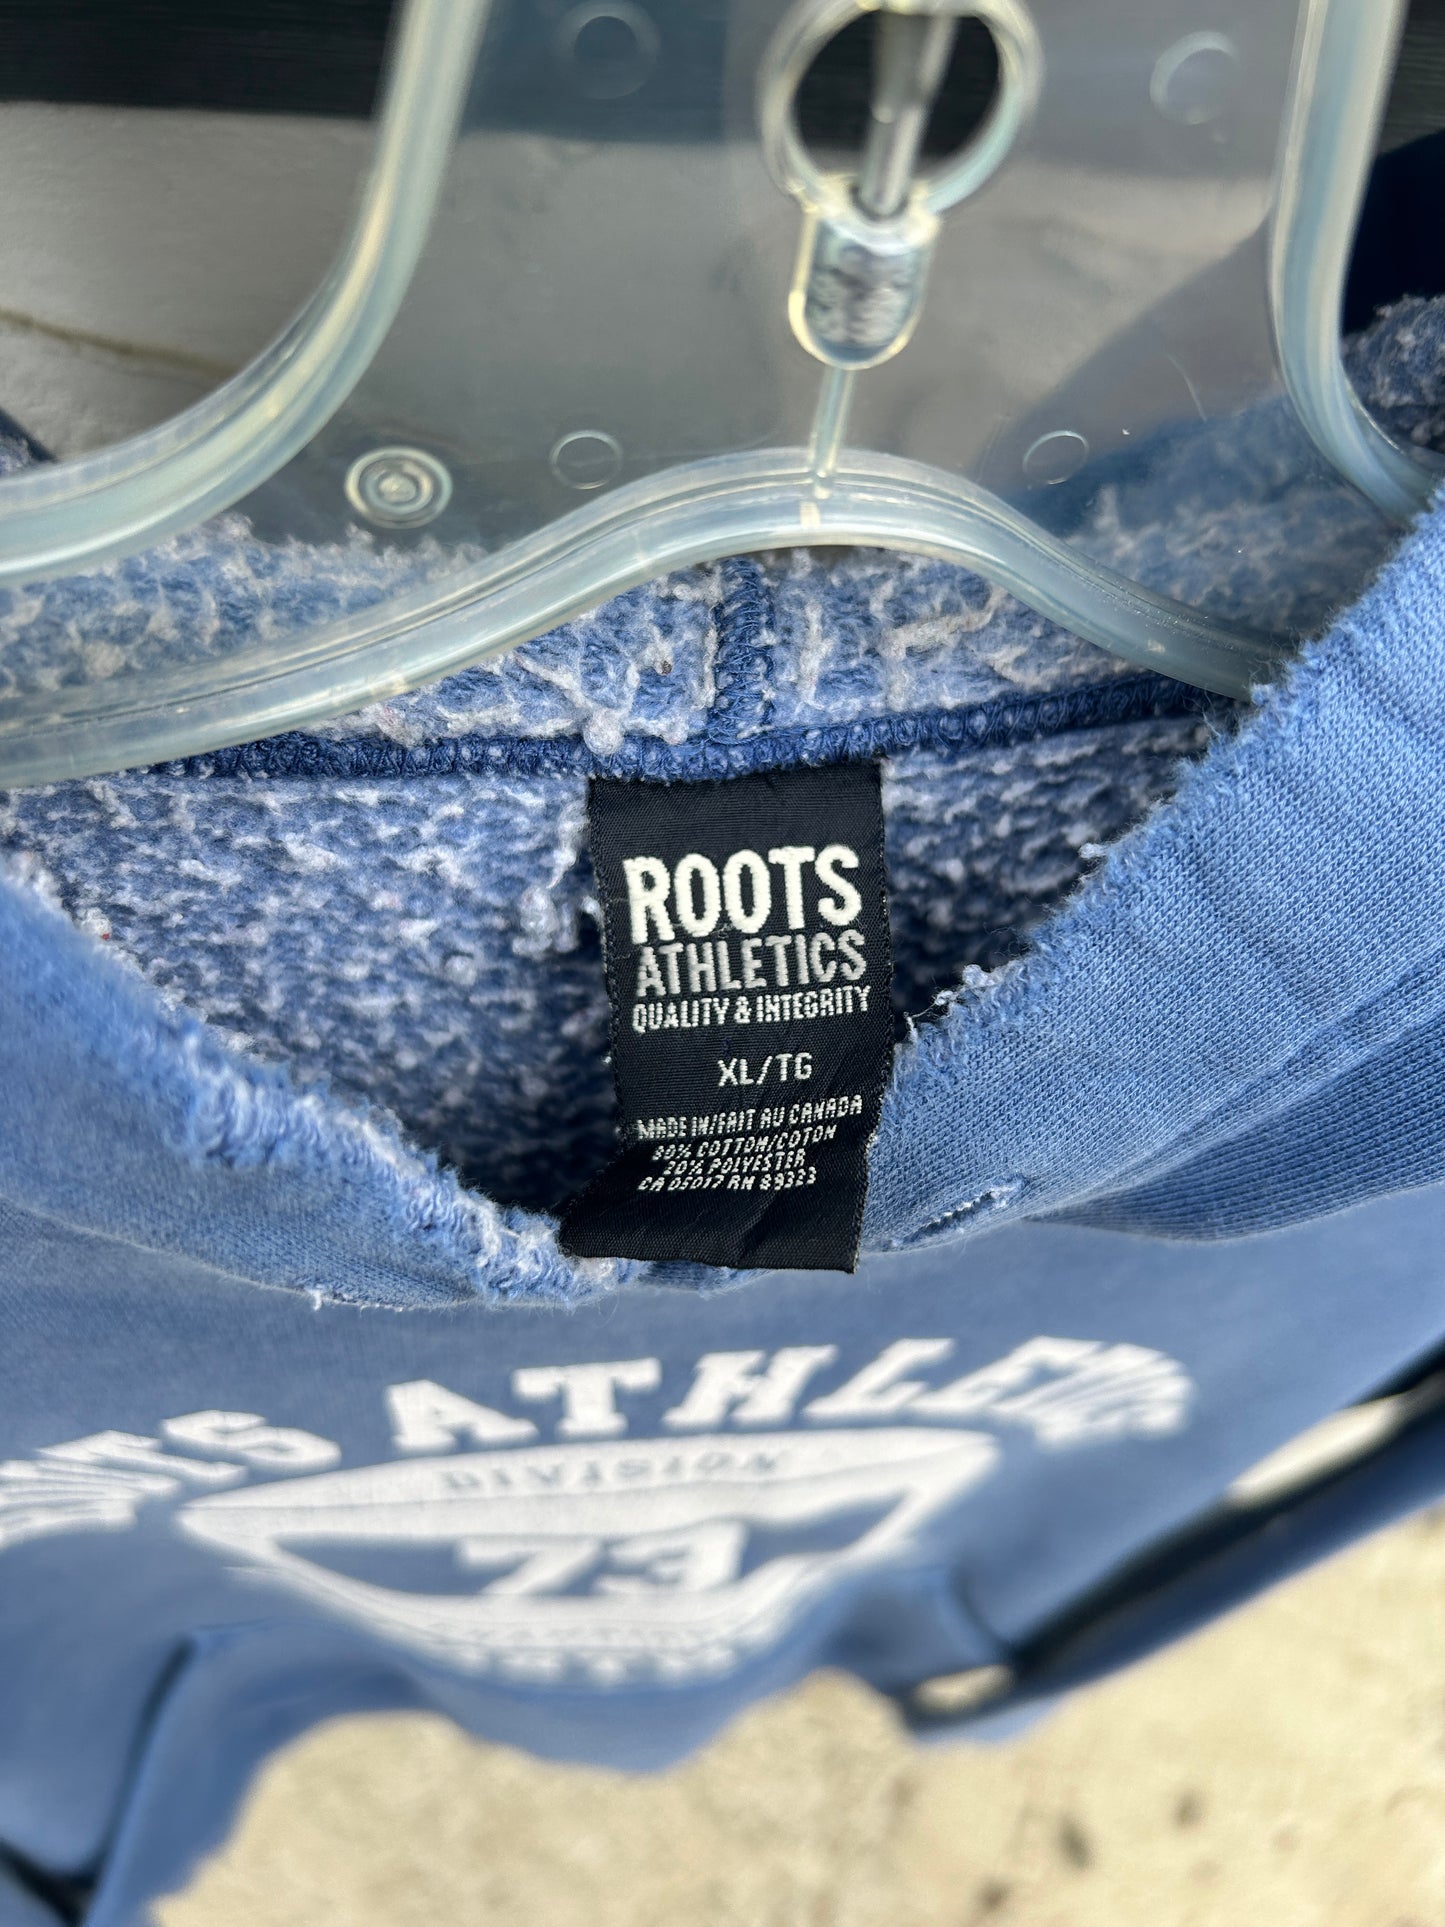 ROOTS
ATHLETICS
QUALITY & INTEGRITY
XL/TG
MADE IN/FAIT AU CANADA
80% COTTON/COTON
20% POLYESTER
CA 05017 RN 89323
ATHLETICS
DIVISION
73